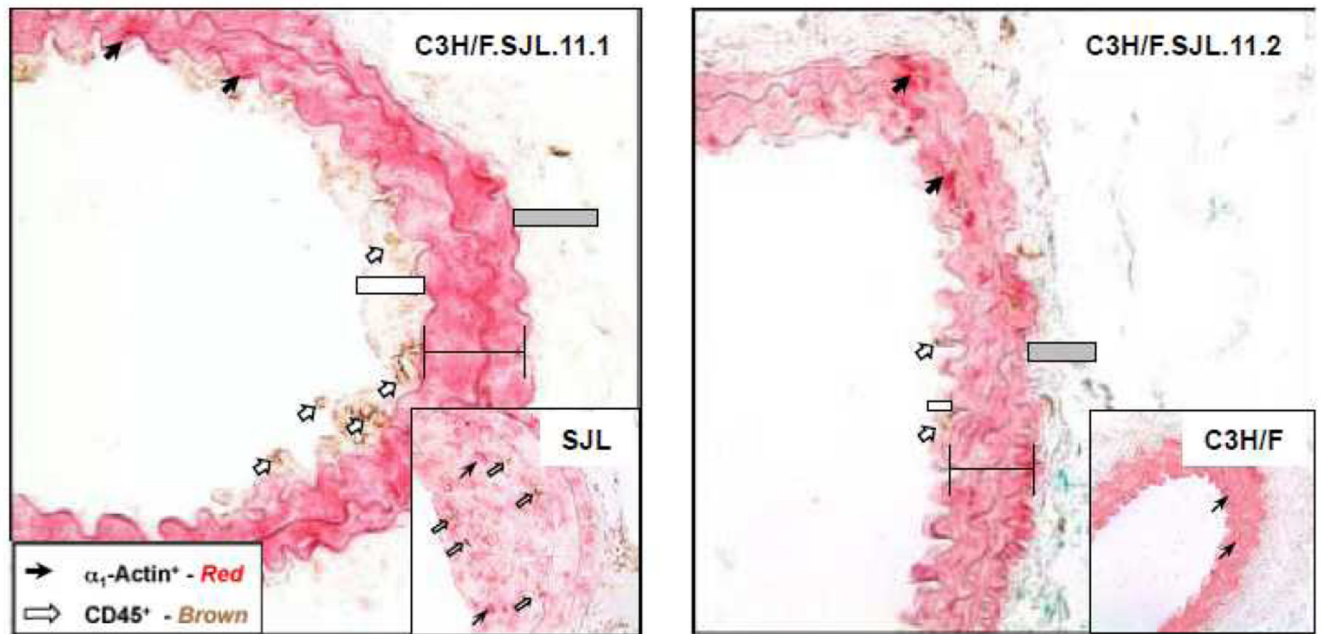 C3H/F.SJL.11.1
SJL
α₁-Actin⁺ - Red
CD45⁺ - Brown
C3H/F.SJL.11.2
C3H/F